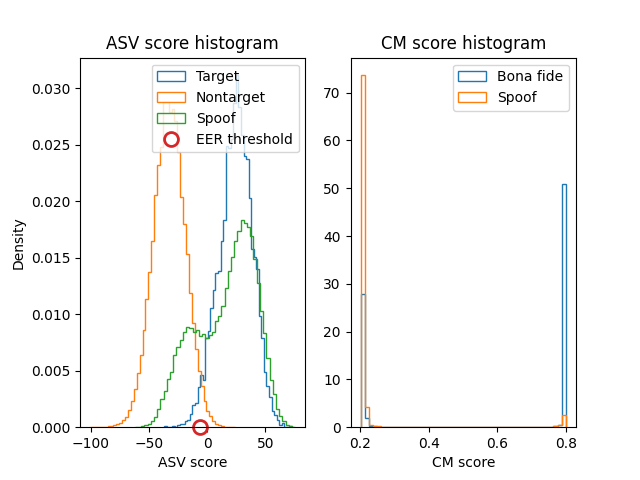 ASV score histogram
Target
Nontarget
Spoof
EER threshold
0.030
0.025
0.020
0.015
0.010
0.005
0.000
Density
−100
−50
0
50
ASV score
CM score histogram
Bona fide
Spoof
70
60
50
40
30
20
10
0
0.2
0.4
0.6
0.8
CM score